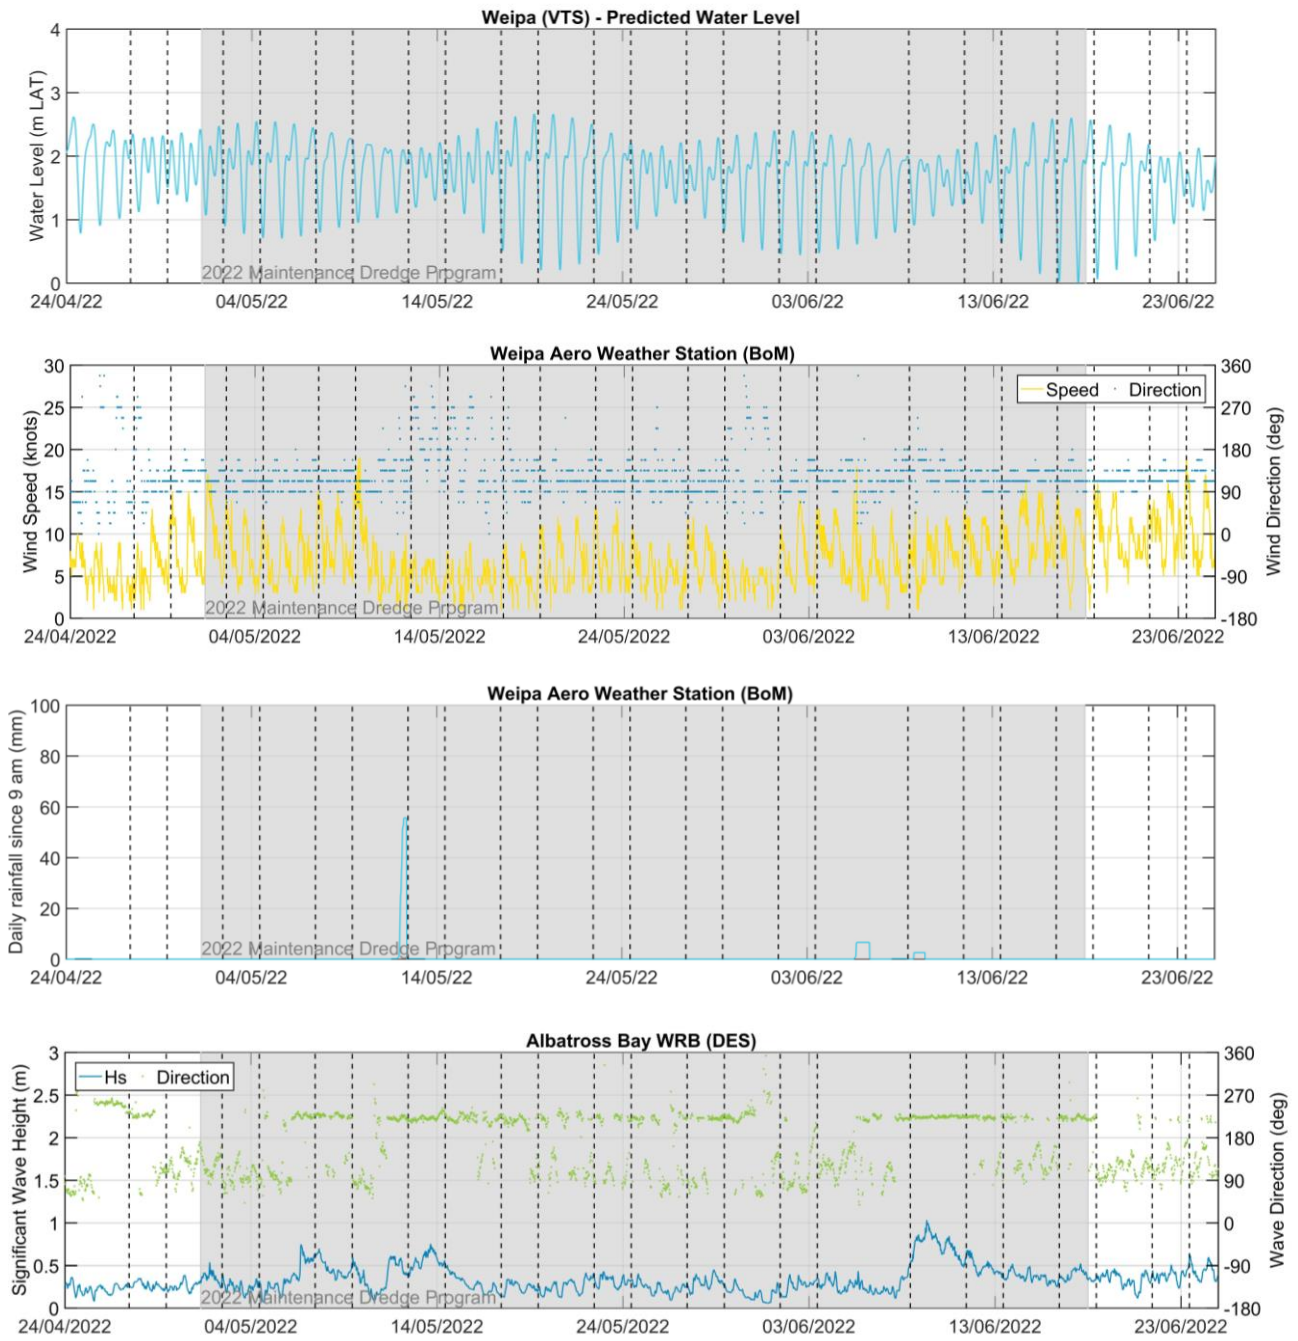 Weipa (VTS) - Predicted Water Level
Water Level (m LAT)
4
3
2
1
0
2022 Maintenance Dredge Program
24/04/22 04/05/22 14/05/22 24/05/22 03/06/22 13/06/22 23/06/22
Weipa Aero Weather Station (BoM)
Wind Speed (knots)
30
25
20
15
10
5
0
Speed Direction
360
270
180
90
0
-90
-180
Wind Direction (deg)
2022 Maintenance Dredge Program
24/04/2022 04/05/2022 14/05/2022 24/05/2022 03/06/2022 13/06/2022 23/06/2022
Weipa Aero Weather Station (BoM)
Daily rainfall since 9 am (mm)
100
80
60
40
20
0
2022 Maintenance Dredge Program
24/04/22 04/05/22 14/05/22 24/05/22 03/06/22 13/06/22 23/06/22
Albatross Bay WRB (DES)
Significant Wave Height (m)
3
2.5
2
1.5
1
0.5
0
Hs Direction
360
270
180
90
0
-90
-180
Wave Direction (deg)
2022 Maintenance Dredge Program
24/04/2022 04/05/2022 14/05/2022 24/05/2022 03/06/2022 13/06/2022 23/06/2022